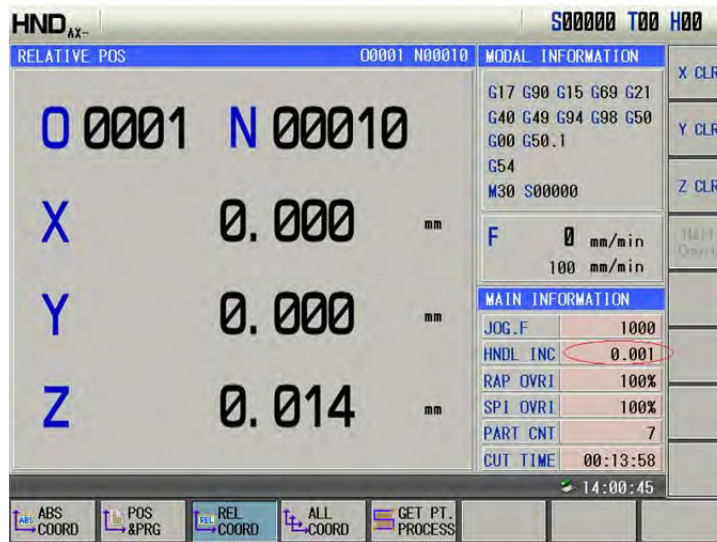 HND AX- S00000 T00 H00
RELATIVE POS O0001 N00010
O 0001 N 00010
X 0.000 mm
Y 0.000 mm
Z 0.014 mm
MODAL INFORMATION
G17 G90 G15 G69 G21
G40 G49 G94 G98 G50
G00 G50.1
G54
M30 S00000
F 0 mm/min
100 mm/min
MAIN INFORMATION
JOG.F 1000
HNDL INC 0.001
RAP OVRI 100%
SPI OVRI 100%
PART CNT 7
CUT TIME 00:13:58
14:00:45
X CLR
Y CLR
Z CLR
ABS ABS COORD
POS &PRG
REL REL COORD
ALL COORD
GET PT. PROCESS